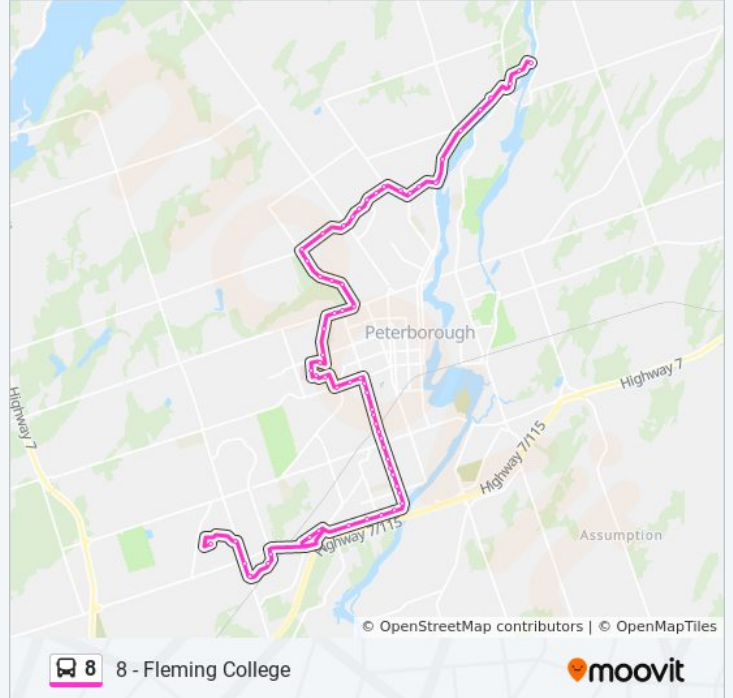 Peterborough
Highway 7
Highway 7
Highway 7/115
Highway 7/115
Assumption
© OpenStreetMap contributors | © OpenMapTiles
8 8 - Fleming College
moovit